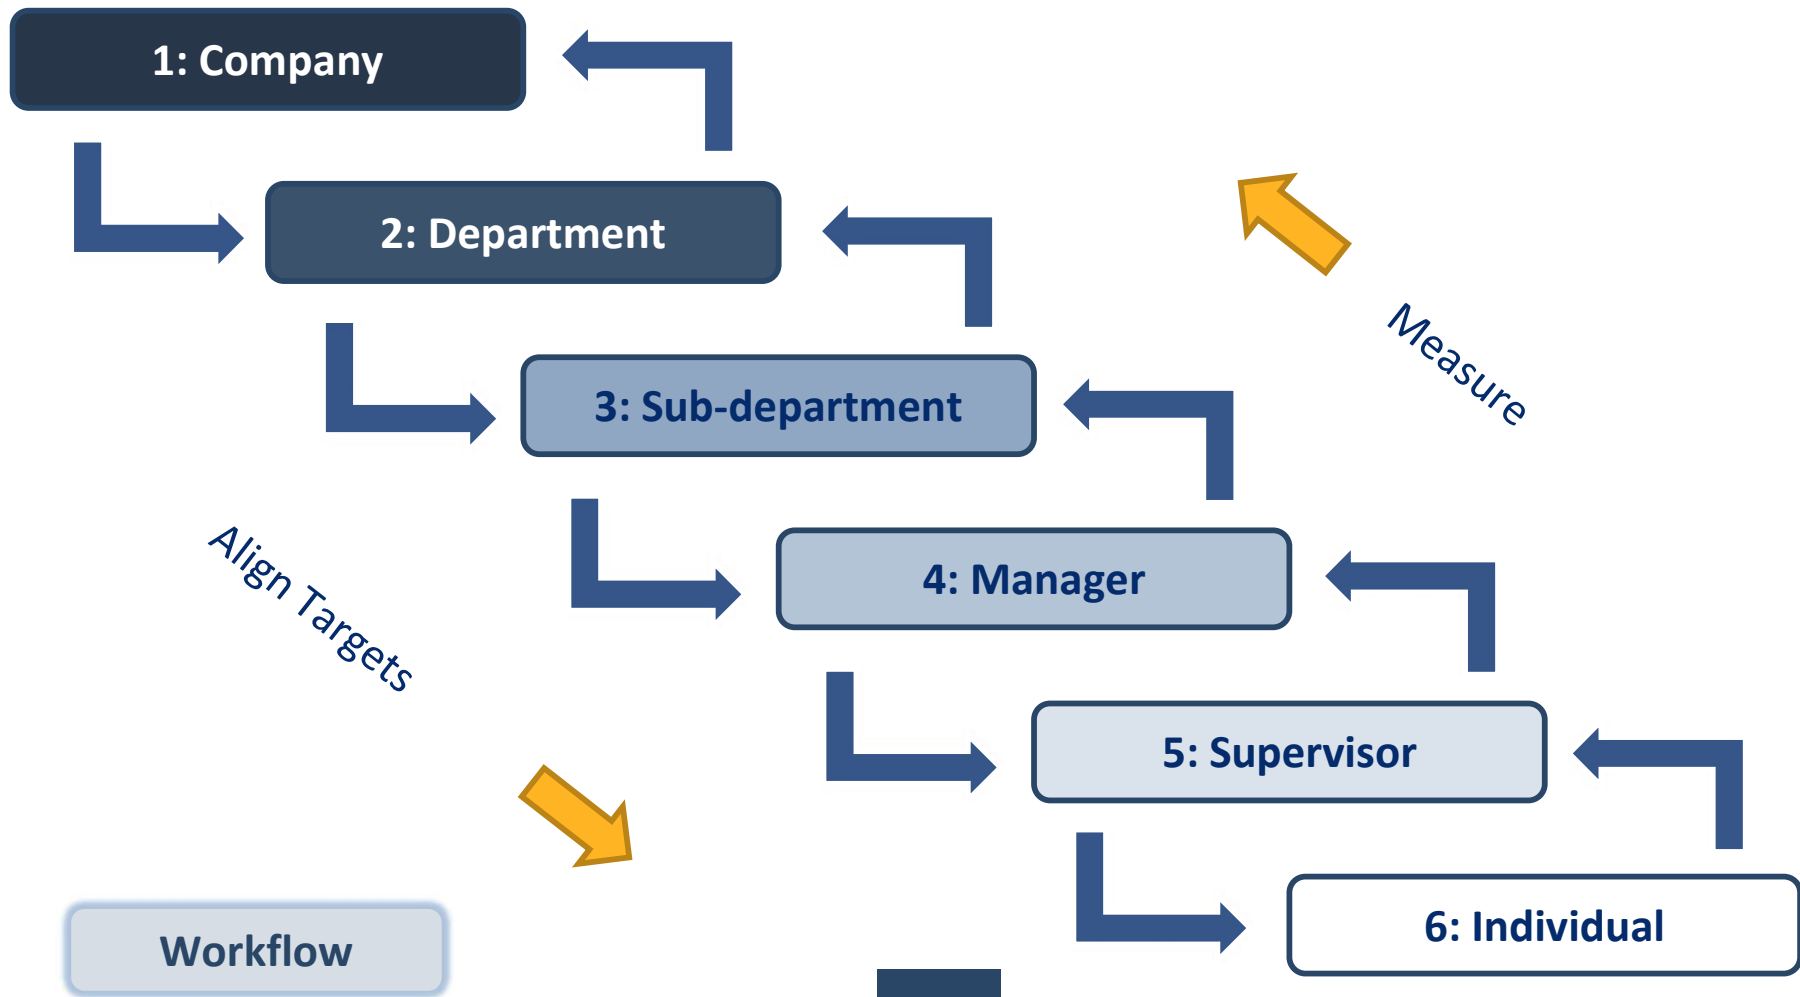 1: Company
2: Department
3: Sub-department
Measure
4: Manager
Align Targets
5: Supervisor
6: Individual
Workflow